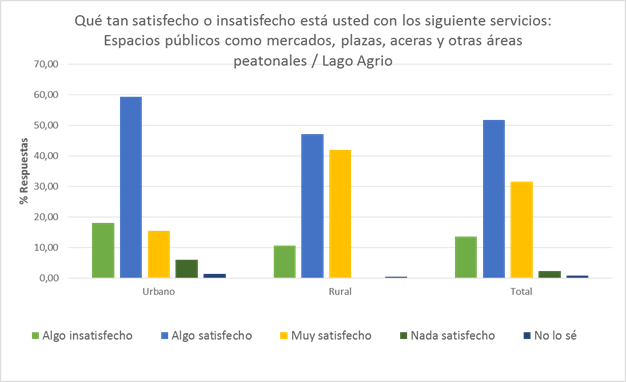 Qué tan satisfecho o insatisfecho está usted con los siguiente servicios:
Espacios públicos como mercados, plazas, aceras y otras áreas
peatonales / Lago Agrio
% Respuestas
70,00
60,00
50,00
40,00
30,00
20,00
10,00
0,00
Urbano Rural Total
Algo insatisfecho Algo satisfecho Muy satisfecho Nada satisfecho No lo sé